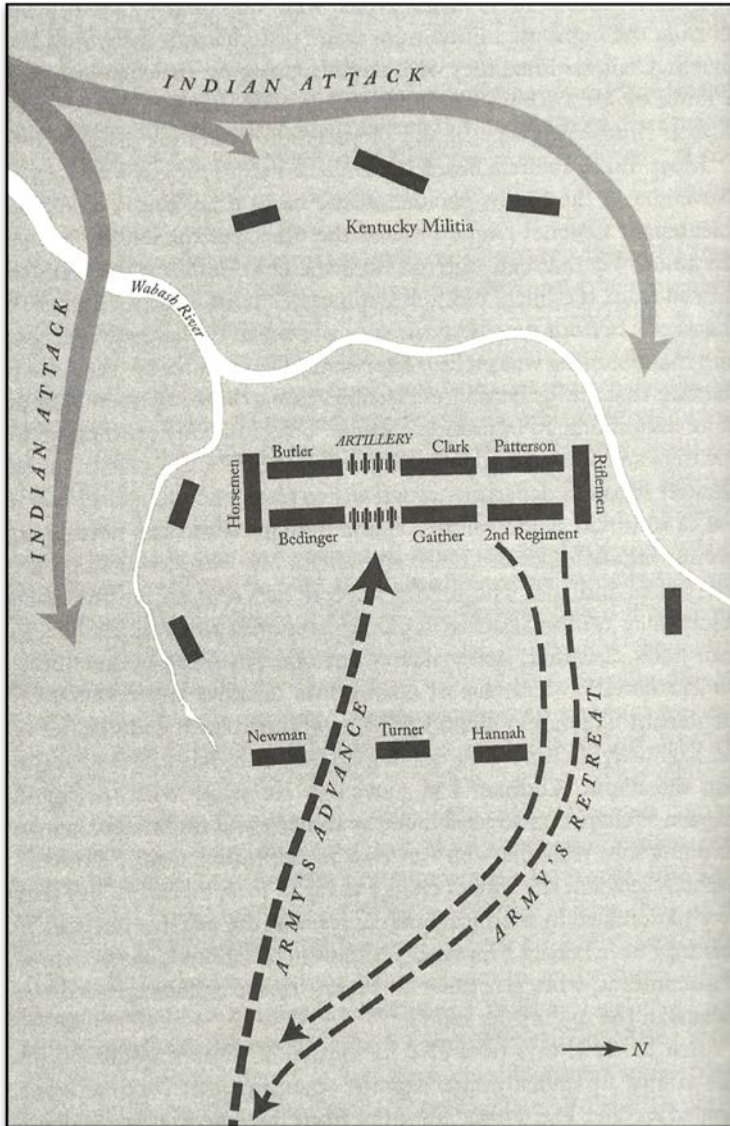 INDIAN ATTACK
Kentucky Militia
Wabash River
INDIAN ATTACK
ARTILLERY
Butler
Clark
Patterson
Horsemen
Riflemen
Bedinger
Gaither
2nd Regiment
Newman
Turner
Hannah
ARMY'S ADVANCE
ARMY'S RETREAT
N